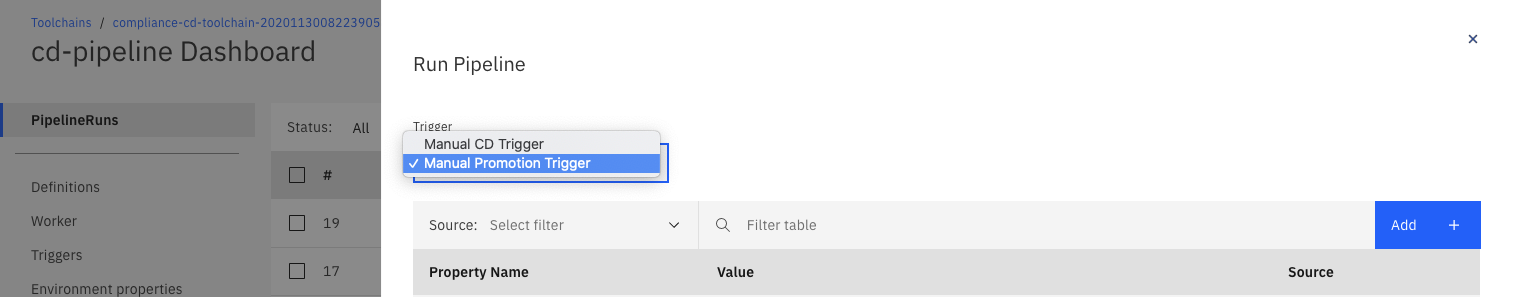 Toolchains / compliance-cd-toolchain-2020113008223905
cd-pipeline Dashboard
PipelineRuns
Definitions
Worker
Triggers
Environment properties
Status: All
#
19
17
Run Pipeline
Trigger
Manual CD Trigger
✓ Manual Promotion Trigger
Source: Select filter
Filter table
Add +
Property Name Value Source